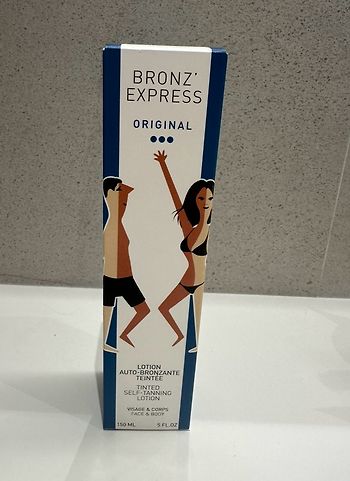 BRONZ'
EXPRESS
ORIGINAL
LOTION
AUTO-BRONZANTE
TEINTÉE
TINTED
SELF-TANNING
LOTION
VISAGE & CORPS
FACE & BODY
150 ML 5 FL.OZ